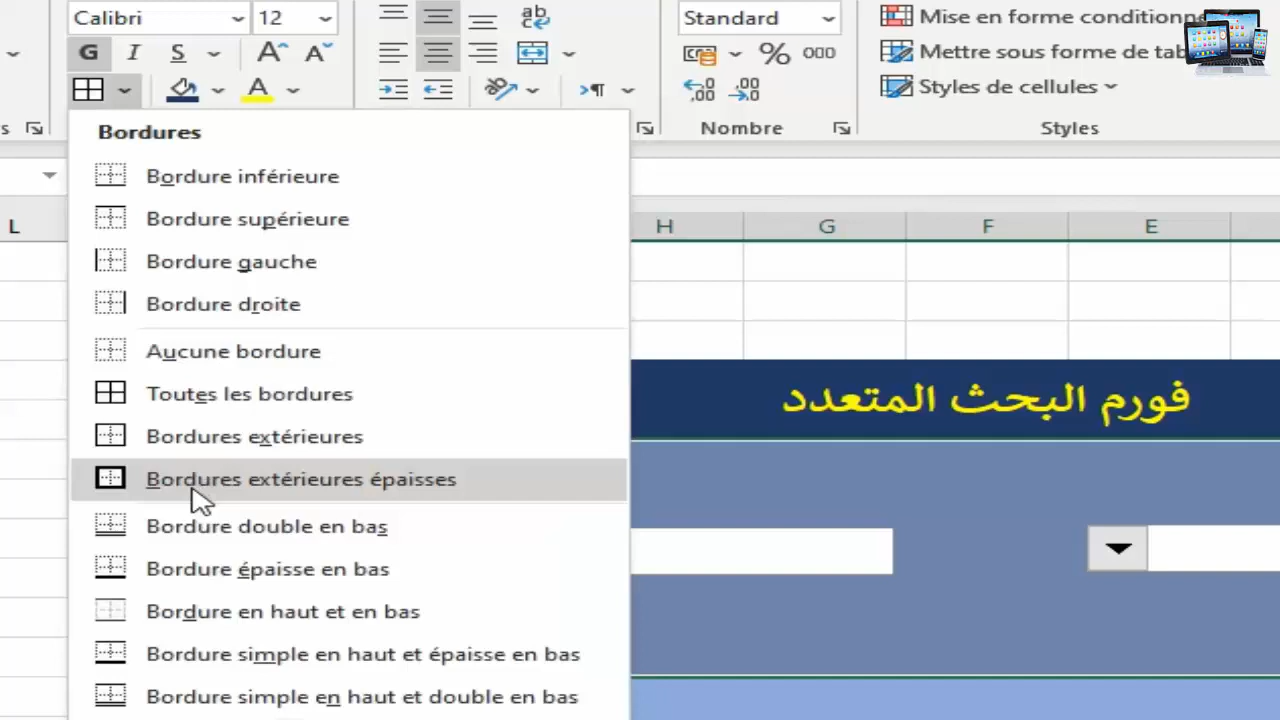 Calibri 12 Standard Mise en forme conditionn
G I S A A % 000 Mettre sous forme de tab
A Styles de cellules
s Nombre Styles
Bordures
Bordure inférieure
Bordure supérieure
L H G F E
Bordure gauche
Bordure droite
Aucune bordure
Toutes les bordures
فورم البحث المتعدد
Bordures extérieures
Bordures extérieures épaisses
Bordure double en bas
Bordure épaisse en bas
Bordure en haut et en bas
Bordure simple en haut et épaisse en bas
Bordure simple en haut et double en bas